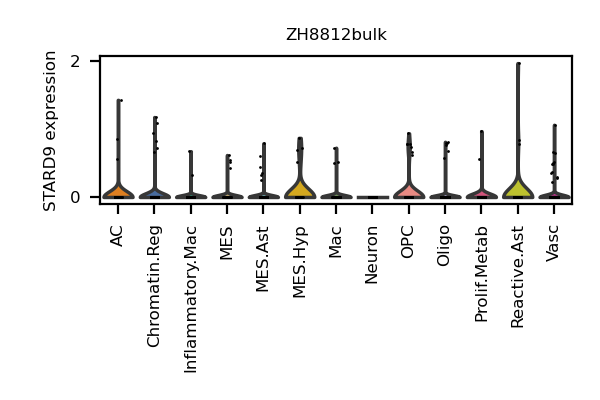 ZH8812bulk
STARD9 expression
2
0
AC
Chromatin.Reg
Inflammatory.Mac
MES
MES.Ast
MES.Hyp
Mac
Neuron
OPC
Oligo
Prolif.Metab
Reactive.Ast
Vasc